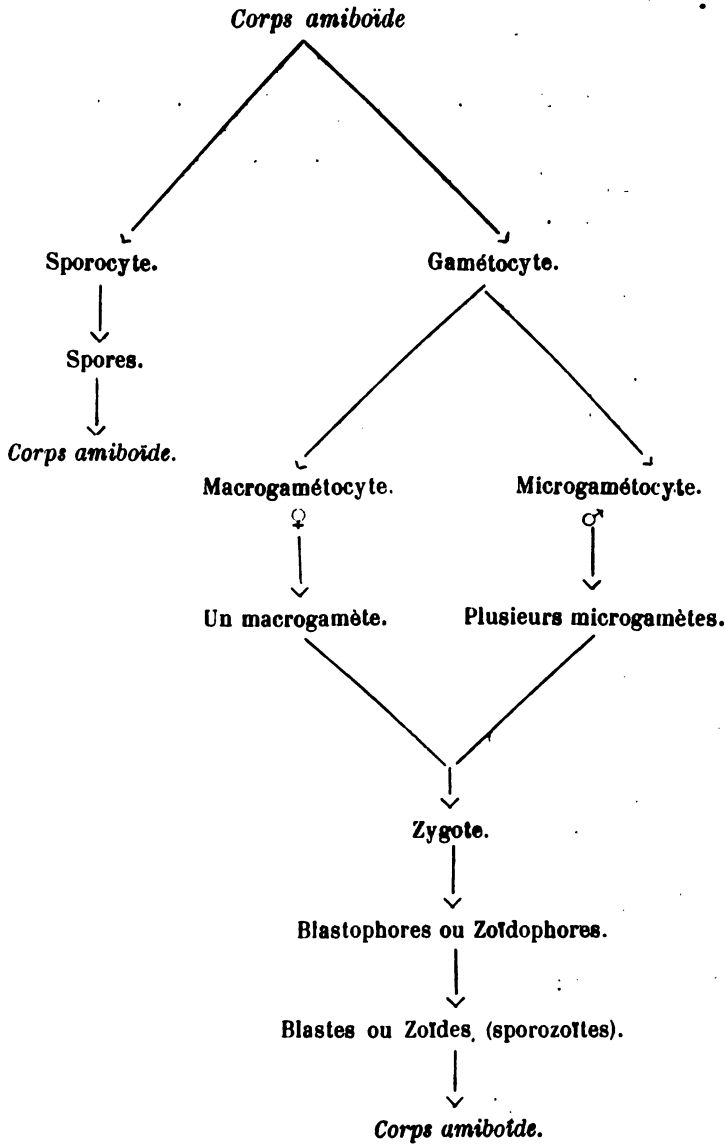 Corps amiboïde
Sporocyte.
Gamétocyte.
Spores.
Corps amiboïde.
Macrogamétocyte.
Microgamétocyte.
♀
♂
Un macrogamète.
Plusieurs microgamètes.
Zygote.
Blastophores ou Zoïdophores.
Blastes ou Zoïdes. (sporozoïtes).
Corps amiboïde.